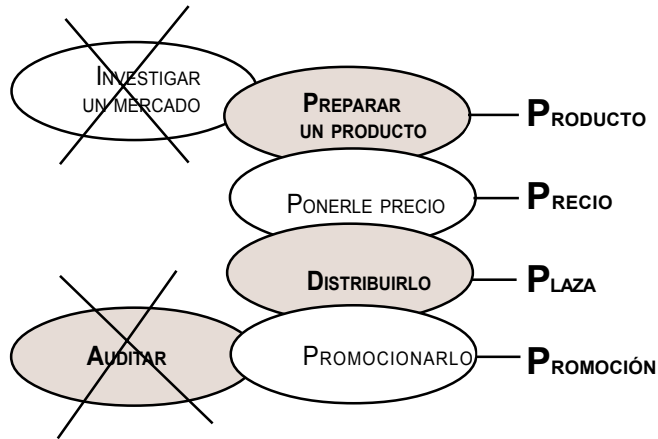 INVESTIGAR
UN MERCADO
PREPARAR
UN PRODUCTO
PRODUCTO
PONERLE PRECIO
PRECIO
DISTRIBUIRLO
PLAZA
AUDITAR
PROMOCIONARLO
PROMOCIÓN